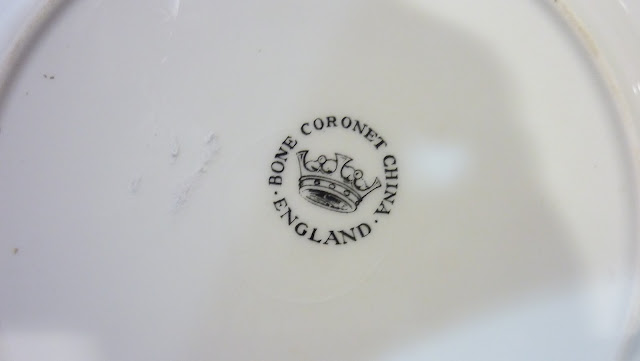 BONE CORONET CHINA
· ENGLAND ·